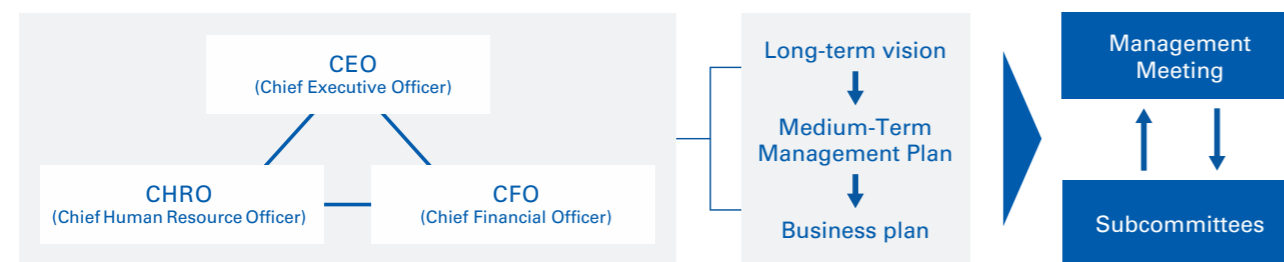 CEO
(Chief Executive Officer)
CHRO
(Chief Human Resource Officer)
CFO
(Chief Financial Officer)
Long-term vision
Medium-Term
Management Plan
Business plan
Management
Meeting
Subcommittees